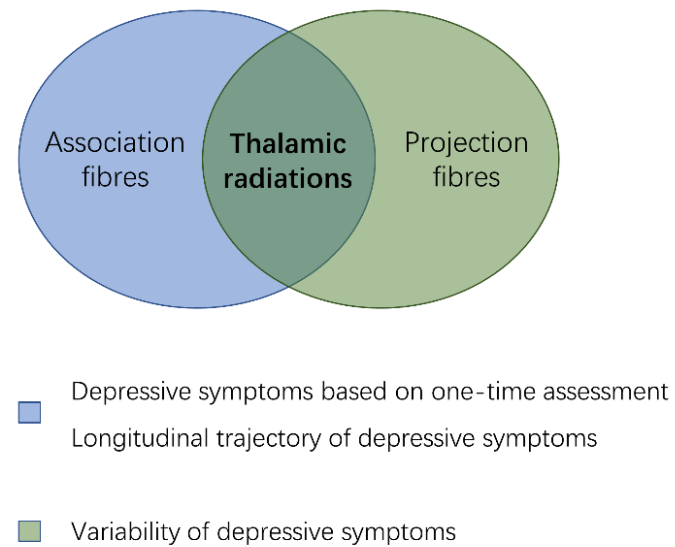 Association
fibres
Thalamic
radiations
Projection
fibres
Depressive symptoms based on one-time assessment
Longitudinal trajectory of depressive symptoms
Variability of depressive symptoms